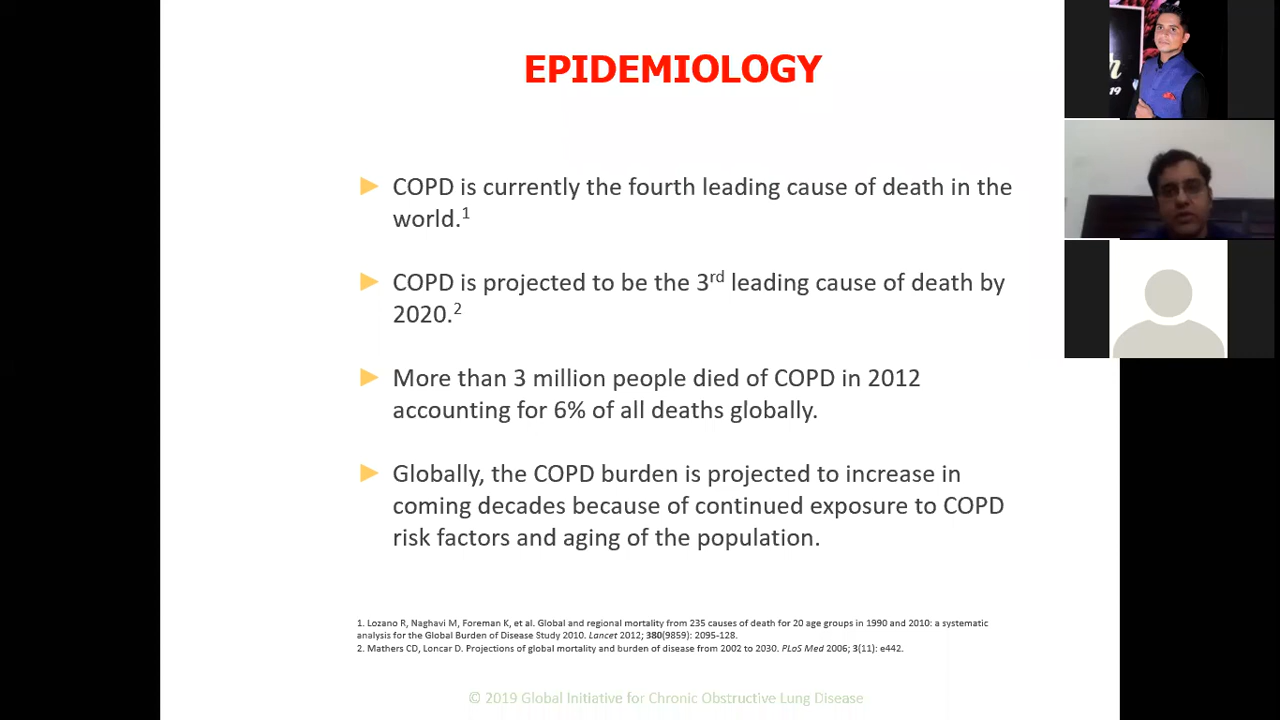 EPIDEMIOLOGY
► COPD is currently the fourth leading cause of death in the
world.1
► COPD is projected to be the 3rd leading cause of death by
2020.2
► More than 3 million people died of COPD in 2012
accounting for 6% of all deaths globally.
► Globally, the COPD burden is projected to increase in
coming decades because of continued exposure to COPD
risk factors and aging of the population.
1. Lozano R, Naghavi M, Foreman K, et al. Global and regional mortality from 235 causes of death for 20 age groups in 1990 and 2010: a systematic
analysis for the Global Burden of Disease Study 2010. Lancet 2012; 380(9859): 2095-128.
2. Mathers CD, Loncar D. Projections of global mortality and burden of disease from 2002 to 2030. PLoS Med 2006; 3(11): e442.
© 2019 Global Initiative for Chronic Obstructive Lung Disease
19